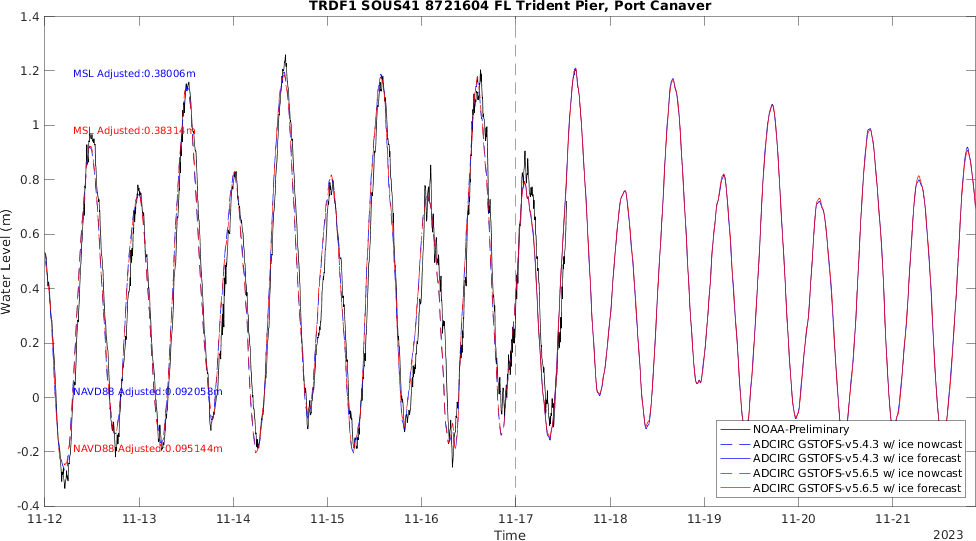 TRDF1 SOUS41 8721604 FL Trident Pier, Port Canaver
1.4
1.2
1
0.8
0.6
0.4
0.2
0
-0.2
-0.4
Water Level (m)
MSL Adjusted:0.38006m
MSL Adjusted:0.38314m
NAVD88 Adjusted:0.092058m
NAVD88 Adjusted:0.095144m
NOAA-Preliminary
ADCIRC GSTOFS-v5.4.3 w/ ice nowcast
ADCIRC GSTOFS-v5.4.3 w/ ice forecast
ADCIRC GSTOFS-v5.6.5 w/ ice nowcast
ADCIRC GSTOFS-v5.6.5 w/ ice forecast
11-12 11-13 11-14 11-15 11-16 11-17 11-18 11-19 11-20 11-21
Time
2023